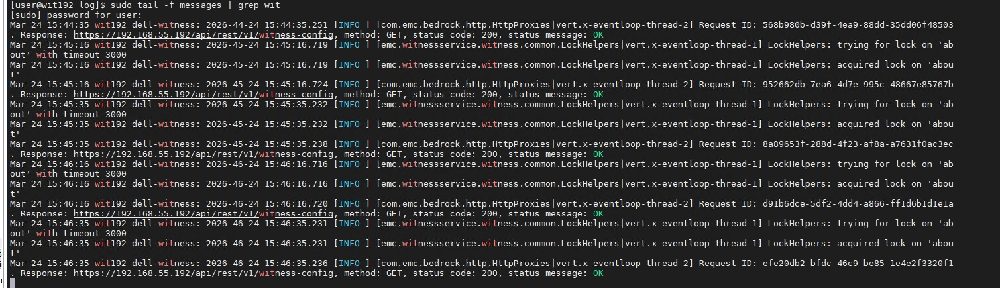 [user@wit192 log]$ sudo tail -f messages | grep wit
[sudo] password for user:
Mar 24 15:44:35 wit192 dell-witness: 2026-44-24 15:44:35.251 [INFO ] [com.emc.bedrock.http.HttpProxies|vert.x-eventloop-thread-2] Request ID: 568b980b-d39f-4ea9-88dd-35dd06f48503
. Response: https://192.168.55.192/api/rest/v1/witness-config, method: GET, status code: 200, status message: OK
Mar 24 15:45:16 wit192 dell-witness: 2026-45-24 15:45:16.719 [INFO ] [emc.witnessservice.witness.common.LockHelpers|vert.x-eventloop-thread-1] LockHelpers: trying for lock on 'ab
out' with timeout 3000
Mar 24 15:45:16 wit192 dell-witness: 2026-45-24 15:45:16.719 [INFO ] [emc.witnessservice.witness.common.LockHelpers|vert.x-eventloop-thread-1] LockHelpers: acquired lock on 'abou
t'
Mar 24 15:45:16 wit192 dell-witness: 2026-45-24 15:45:16.724 [INFO ] [com.emc.bedrock.http.HttpProxies|vert.x-eventloop-thread-2] Request ID: 952662db-7ea6-4d7e-995c-48667e85767b
. Response: https://192.168.55.192/api/rest/v1/witness-config, method: GET, status code: 200, status message: OK
Mar 24 15:45:35 wit192 dell-witness: 2026-45-24 15:45:35.232 [INFO ] [emc.witnessservice.witness.common.LockHelpers|vert.x-eventloop-thread-1] LockHelpers: trying for lock on 'ab
out' with timeout 3000
Mar 24 15:45:35 wit192 dell-witness: 2026-45-24 15:45:35.232 [INFO ] [emc.witnessservice.witness.common.LockHelpers|vert.x-eventloop-thread-1] LockHelpers: acquired lock on 'abou
t'
Mar 24 15:45:35 wit192 dell-witness: 2026-45-24 15:45:35.238 [INFO ] [com.emc.bedrock.http.HttpProxies|vert.x-eventloop-thread-2] Request ID: 8a89653f-288d-4f23-af8a-a7631f0ac3ec
. Response: https://192.168.55.192/api/rest/v1/witness-config, method: GET, status code: 200, status message: OK
Mar 24 15:46:16 wit192 dell-witness: 2026-46-24 15:46:16.716 [INFO ] [emc.witnessservice.witness.common.LockHelpers|vert.x-eventloop-thread-1] LockHelpers: trying for lock on 'ab
out' with timeout 3000
Mar 24 15:46:16 wit192 dell-witness: 2026-46-24 15:46:16.716 [INFO ] [emc.witnessservice.witness.common.LockHelpers|vert.x-eventloop-thread-1] LockHelpers: acquired lock on 'abou
t'
Mar 24 15:46:16 wit192 dell-witness: 2026-46-24 15:46:16.720 [INFO ] [com.emc.bedrock.http.HttpProxies|vert.x-eventloop-thread-2] Request ID: d91b6dce-5df2-4dd4-a866-ff1d6b1d1e1a
. Response: https://192.168.55.192/api/rest/v1/witness-config, method: GET, status code: 200, status message: OK
Mar 24 15:46:35 wit192 dell-witness: 2026-46-24 15:46:35.231 [INFO ] [emc.witnessservice.witness.common.LockHelpers|vert.x-eventloop-thread-1] LockHelpers: trying for lock on 'ab
out' with timeout 3000
Mar 24 15:46:35 wit192 dell-witness: 2026-46-24 15:46:35.231 [INFO ] [emc.witnessservice.witness.common.LockHelpers|vert.x-eventloop-thread-1] LockHelpers: acquired lock on 'abou
t'
Mar 24 15:46:35 wit192 dell-witness: 2026-46-24 15:46:35.236 [INFO ] [com.emc.bedrock.http.HttpProxies|vert.x-eventloop-thread-2] Request ID: efe20db2-bfdc-46c9-be85-1e4e2f3320f1
. Response: https://192.168.55.192/api/rest/v1/witness-config, method: GET, status code: 200, status message: OK